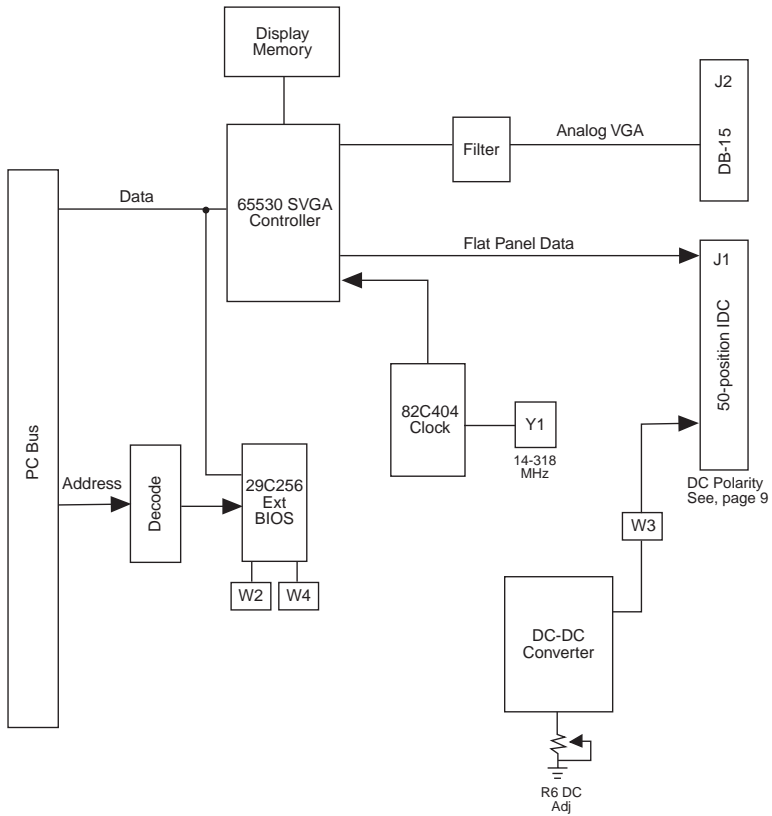 Display
Memory
J2
DB-15
Filter
Analog VGA
PC Bus
Data
65530 SVGA
Controller
Flat Panel Data
J1
50-position IDC
82C404
Clock
Y1
14-318
MHz
Address
Decode
29C256
Ext
BIOS
DC Polarity
See, page 9
W3
W2
W4
DC-DC
Converter
R6 DC
Adj